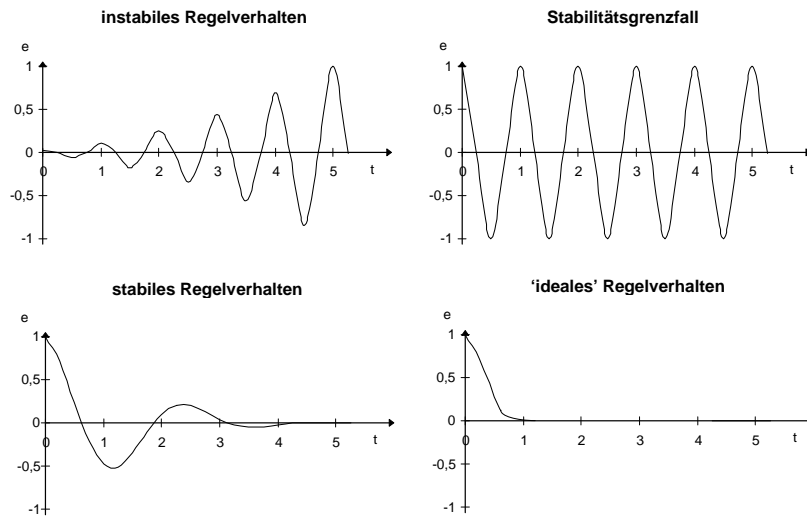 instabiles Regelverhalten
e
1
0,5
0
-0,5
-1
0 1 2 3 4 5 t
Stabilitätsgrenzfall
e
1
0,5
0
-0,5
-1
0 1 2 3 4 5 t
stabiles Regelverhalten
e
1
0,5
0
-0,5
-1
0 1 2 3 4 5 t
‘ideales’ Regelverhalten
e
1
0,5
0
-0,5
-1
0 1 2 3 4 5 t